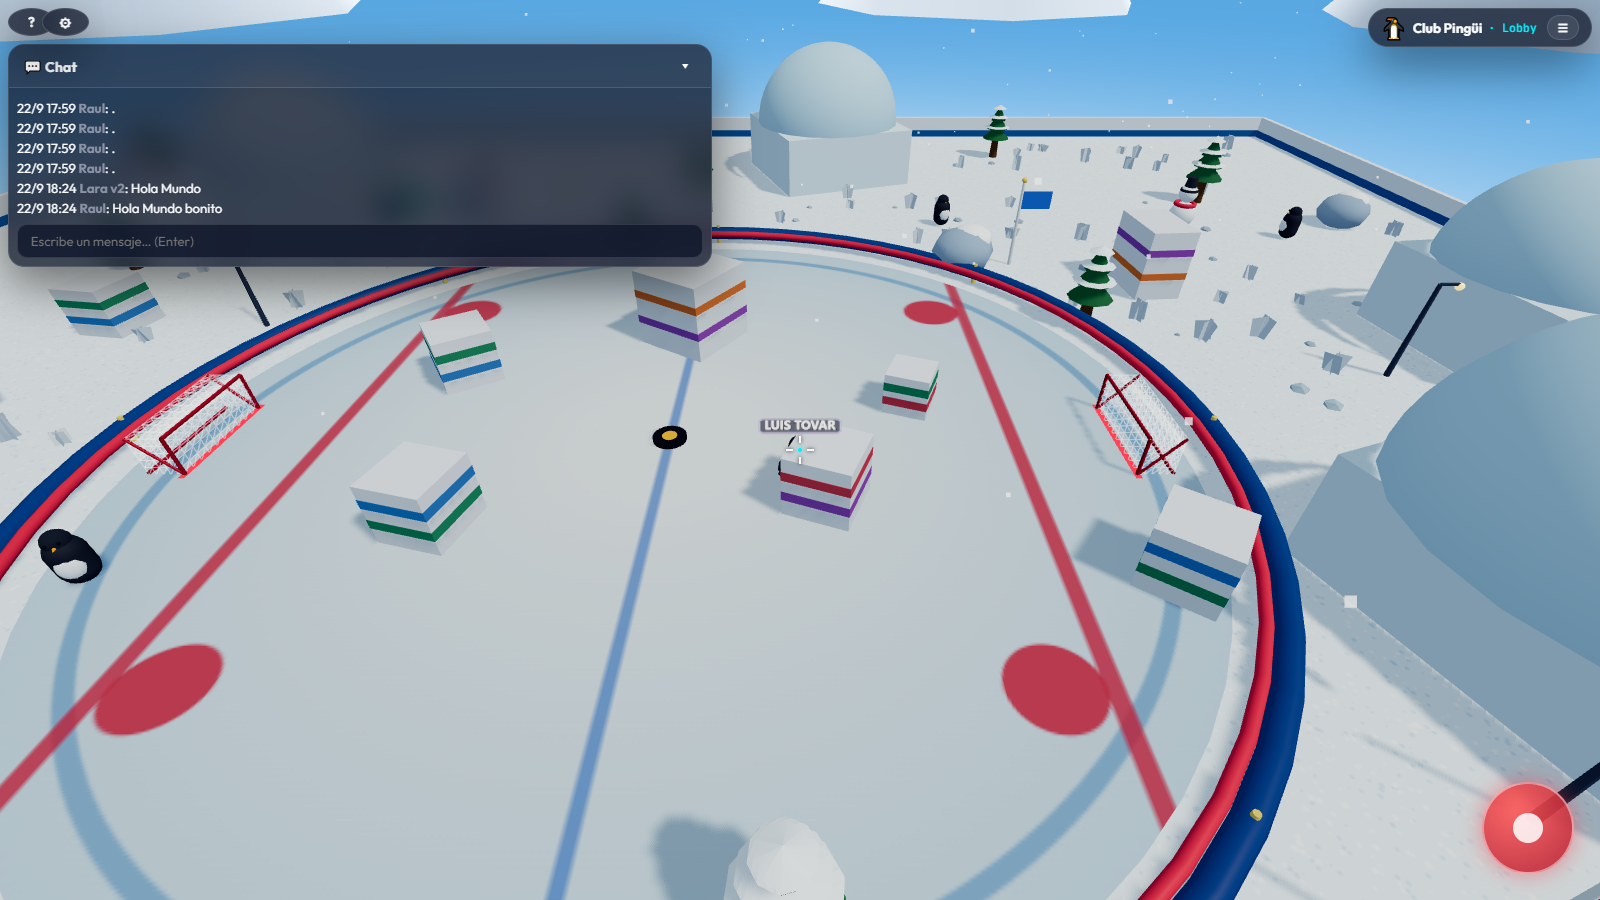 ?
Club Pingüi · Lobby
Chat
22/9 17:59 Raul: .
22/9 17:59 Raul: .
22/9 17:59 Raul: .
22/9 17:59 Raul: .
22/9 18:24 Lara v2: Hola Mundo
22/9 18:24 Raul: Hola Mundo bonito
Escribe un mensaje... (Enter)
LUIS TOVAR